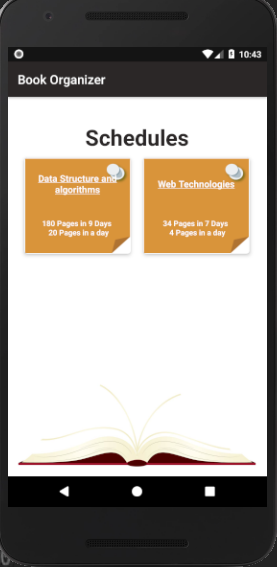 10:43
Book Organizer
Schedules
Data Structure and
algorithms
180 Pages in 9 Days
20 Pages in a day
Web Technologies
34 Pages in 7 Days
4 Pages in a day